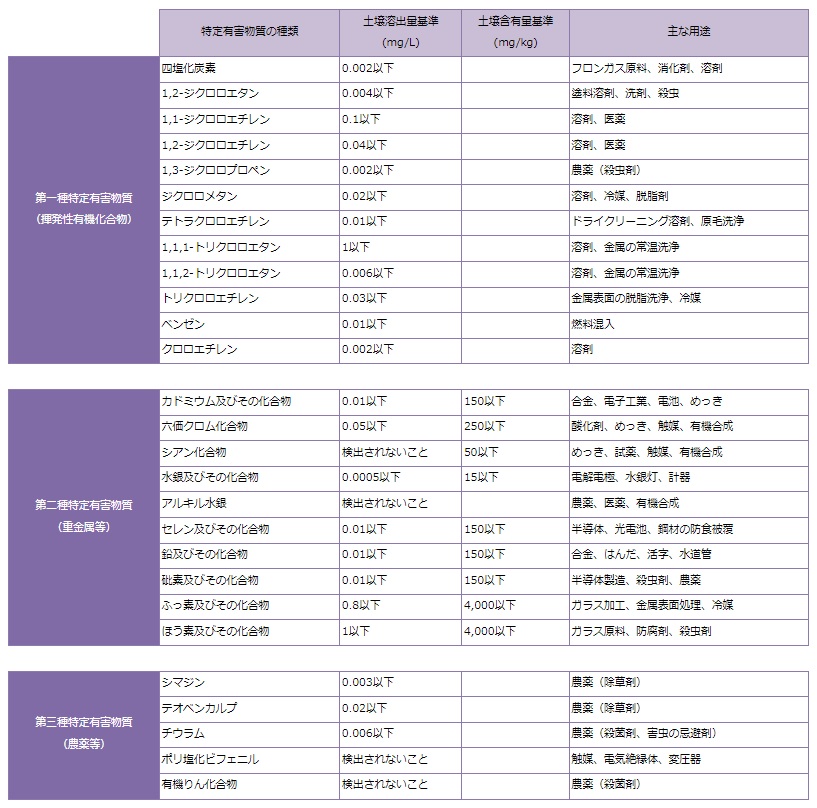 特定有害物質の種類 土壌溶出量基準 (mg/L) 土壌含有量基準 (mg/kg) 主な用途
第一種特定有害物質
（揮発性有機化合物）
四塩化炭素 0.002以下 フロンガス原料、消化剤、溶剤
1,2-ジクロロエタン 0.004以下 塗料溶剤、洗剤、殺虫
1,1-ジクロロエチレン 0.1以下 溶剤、医薬
1,2-ジクロロエチレン 0.04以下 溶剤、医薬
1,3-ジクロロプロペン 0.002以下 農薬（殺虫剤）
ジクロロメタン 0.02以下 溶剤、冷媒、脱脂剤
テトラクロロエチレン 0.01以下 ドライクリーニング溶剤、原毛洗浄
1,1,1-トリクロロエタン 1以下 溶剤、金属の常温洗浄
1,1,2-トリクロロエタン 0.006以下 溶剤、金属の常温洗浄
トリクロロエチレン 0.03以下 金属表面の脱脂洗浄、冷媒
ベンゼン 0.01以下 燃料混入
クロロエチレン 0.002以下 溶剤
第二種特定有害物質
（重金属等）
カドミウム及びその化合物 0.01以下 150以下 合金、電子工業、電池、めっき
六価クロム化合物 0.05以下 250以下 酸化剤、めっき、触媒、有機合成
シアン化合物 検出されないこと 50以下 めっき、試薬、触媒、有機合成
水銀及びその化合物 0.0005以下 15以下 電解電極、水銀灯、計器
アルキル水銀 検出されないこと 農薬、医薬、有機合成
セレン及びその化合物 0.01以下 150以下 半導体、光電池、鋼材の防食被覆
鉛及びその化合物 0.01以下 150以下 合金、はんだ、活字、水道管
砒素及びその化合物 0.01以下 150以下 半導体製造、殺虫剤、農薬
ふっ素及びその化合物 0.8以下 4,000以下 ガラス加工、金属表面処理、冷媒
ほう素及びその化合物 1以下 4,000以下 ガラス原料、防腐剤、殺虫剤
第三種特定有害物質
（農薬等）
シマジン 0.003以下 農薬（除草剤）
テオベンカルプ 0.02以下 農薬（除草剤）
チウラム 0.006以下 農薬（殺菌剤、害虫の忌避剤）
ポリ塩化ビフェニル 検出されないこと 触媒、電気絶縁体、変圧器
有機りん化合物 検出されないこと 農薬（殺菌剤）